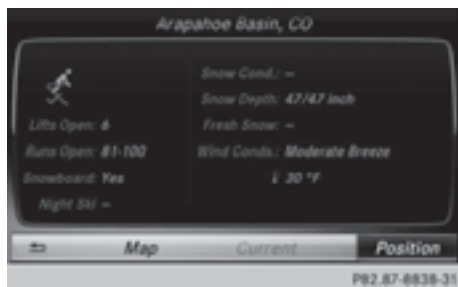 Arapahoe Basin, CO
Snow Cond.: –
Snow Depth: 47/47 inch
Lifts Open: 6
Fresh Snow: –
Runs Open: 81-100
Wind Conds.: Moderate Breeze
Snowboard: Yes
30 °F
Night Ski –
Map
Current
Position
P82.87-8838-31